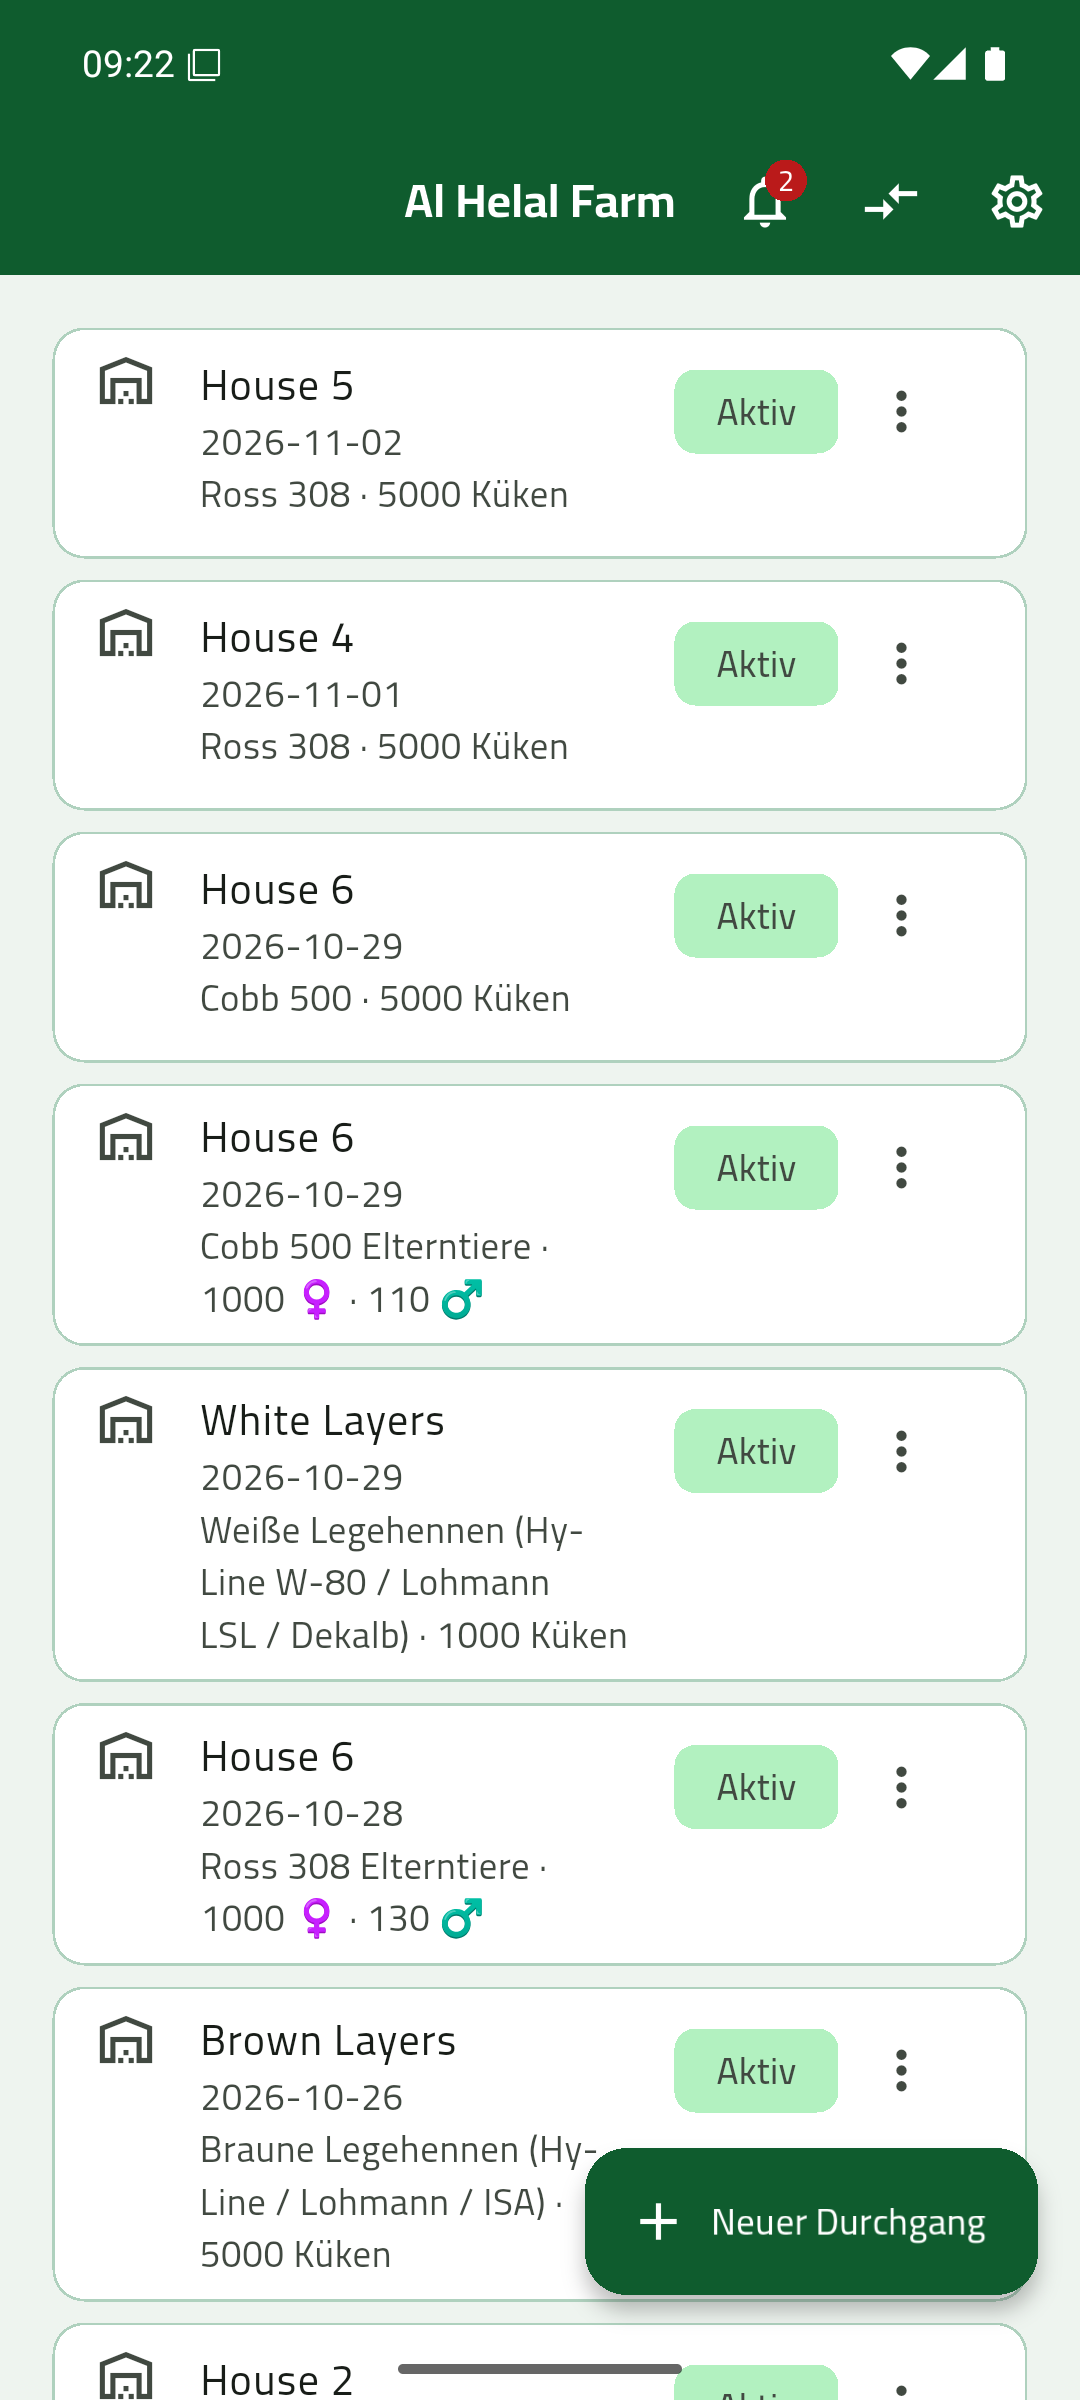 09:22
Al Helal Farm
2
House 5
Aktiv
2026-11-02
Ross 308 · 5000 Küken
House 4
Aktiv
2026-11-01
Ross 308 · 5000 Küken
House 6
Aktiv
2026-10-29
Cobb 500 · 5000 Küken
House 6
Aktiv
2026-10-29
Cobb 500 Elterntiere ·
1000 ♀ · 110 ♂
White Layers
Aktiv
2026-10-29
Weiße Legehennen (Hy-
Line W-80 / Lohmann
LSL / Dekalb) · 1000 Küken
House 6
Aktiv
2026-10-28
Ross 308 Elterntiere ·
1000 ♀ · 130 ♂
Brown Layers
Aktiv
2026-10-26
Braune Legehennen (Hy-
Line / Lohmann / ISA) ·
5000 Küken
Neuer Durchgang
House 2